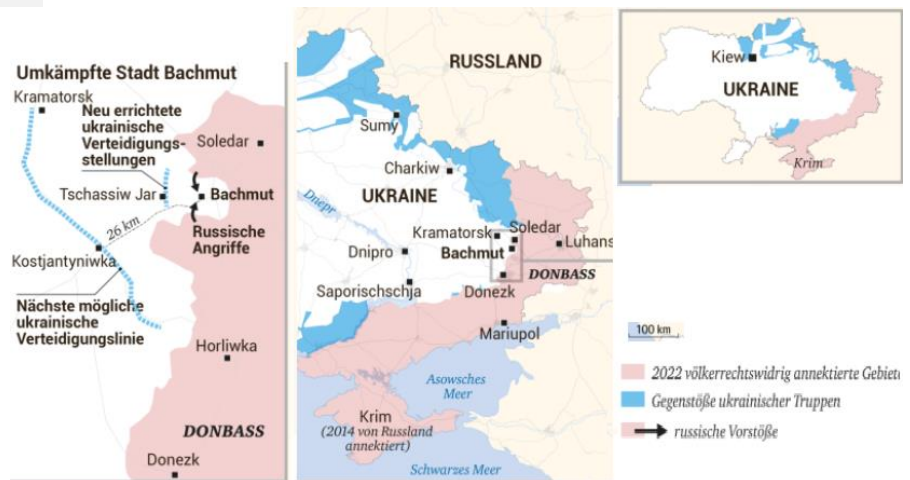 Umkämpfte Stadt Bachmut
Kramatorsk
Neu errichtete
ukrainische
Verteidigungs-
stellungen
Soledar
Tschassiw Jar
Bachmut
26 km
Russische
Angriffe
Kostjantyniwka
Nächste mögliche
ukrainische
Verteidigungslinie
Horliwka
DONBASS
Donezk
RUSSLAND
Sumy
Charkiw
UKRAINE
Dnepr
Kramatorsk
Soledar
Luhans
Bachmut
Dnipro
DONBASS
Saporischschja
Donezk
Mariupol
Asowsches
Meer
Krim
(2014 von Russland
annektiert)
Schwarzes Meer
Kiew
UKRAINE
Krim
100 km
2022 völkerrechtswidrig annektierte Gebiet
Gegenstöße ukrainischer Truppen
russische Vorstöße